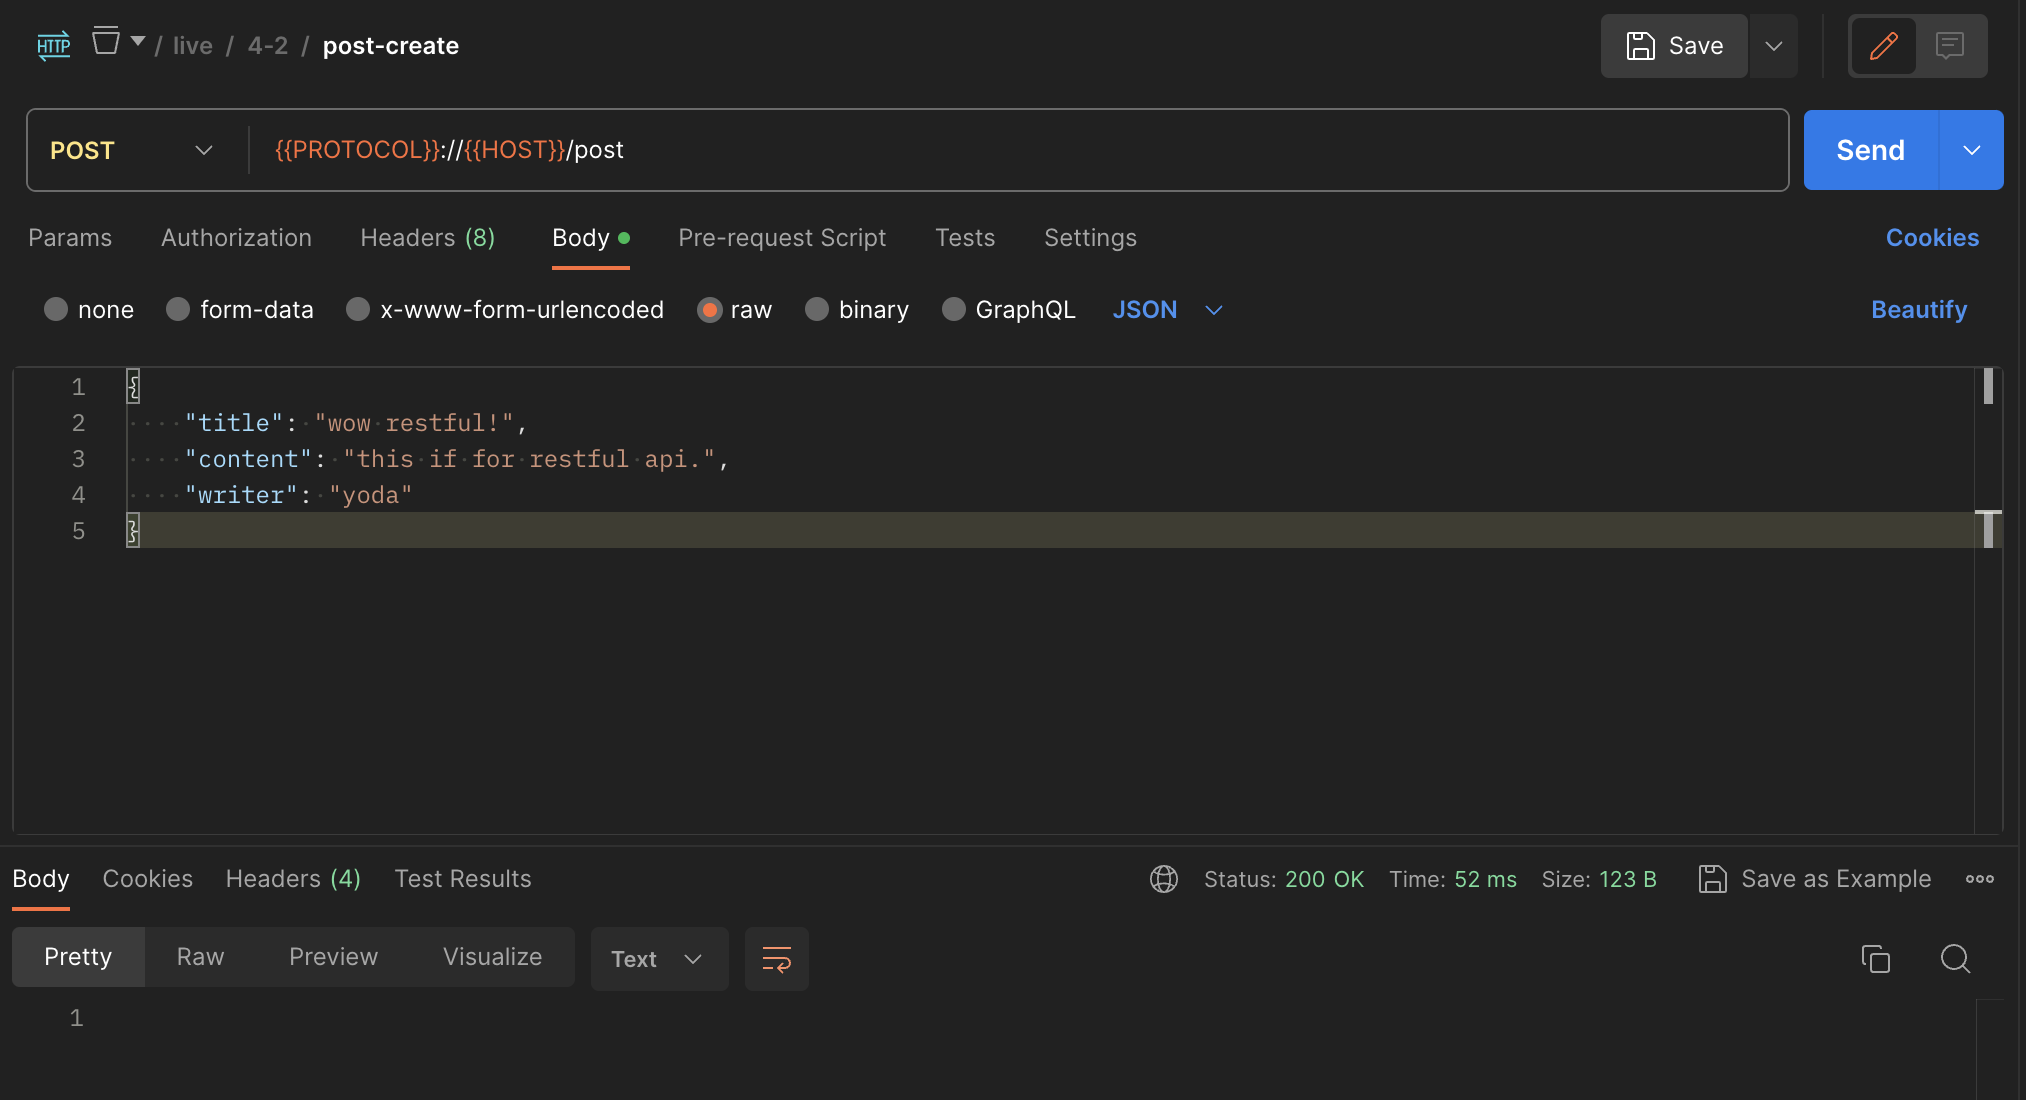 HTTP / live / 4-2 / post-create Save
POST {{PROTOCOL}}://{{HOST}}/post Send
Params Authorization Headers (8) Body Pre-request Script Tests Settings Cookies
none form-data x-www-form-urlencoded raw binary GraphQL JSON Beautify
1 {
2 "title": "wow restful!",
3 "content": "this if for restful api.",
4 "writer": "yoda"
5 }
Body Cookies Headers (4) Test Results Status: 200 OK Time: 52 ms Size: 123 B Save as Example
Pretty Raw Preview Visualize Text
1